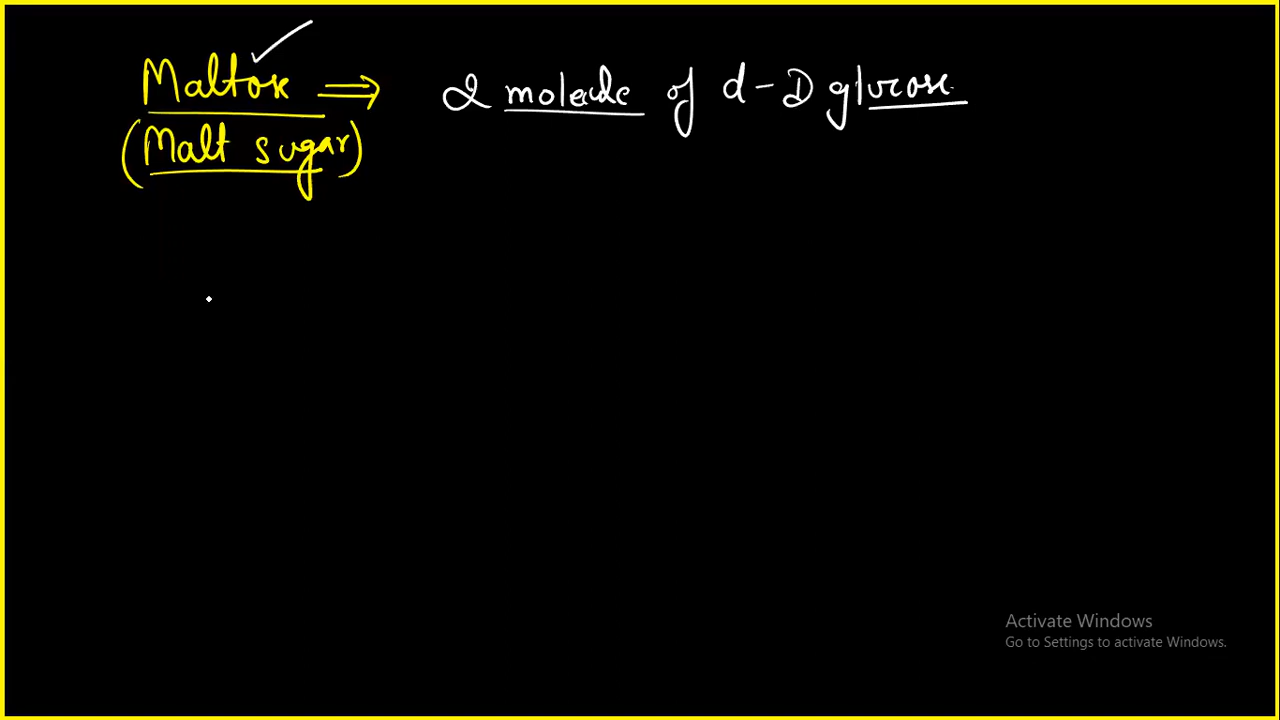 Maltose ⇒ 2 molecule of α-D glucose.
(Malt sugar)
Activate Windows
Go to Settings to activate Windows.